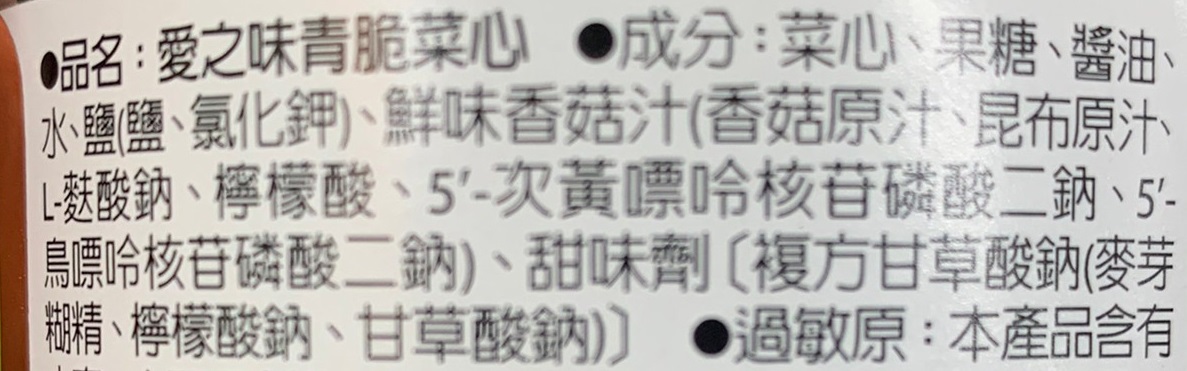 ●品名：愛之味青脆菜心 ●成分：菜心、果糖、醬油、
水、鹽(鹽、氯化鉀)、鮮味香菇汁(香菇原汁、昆布原汁、
L-麩酸鈉、檸檬酸、5′-次黃嘌呤核苷磷酸二鈉、5′-
鳥嘌呤核苷磷酸二鈉)、甜味劑〔複方甘草酸鈉(麥芽
糊精、檸檬酸鈉、甘草酸鈉)〕 ●過敏原：本產品含有